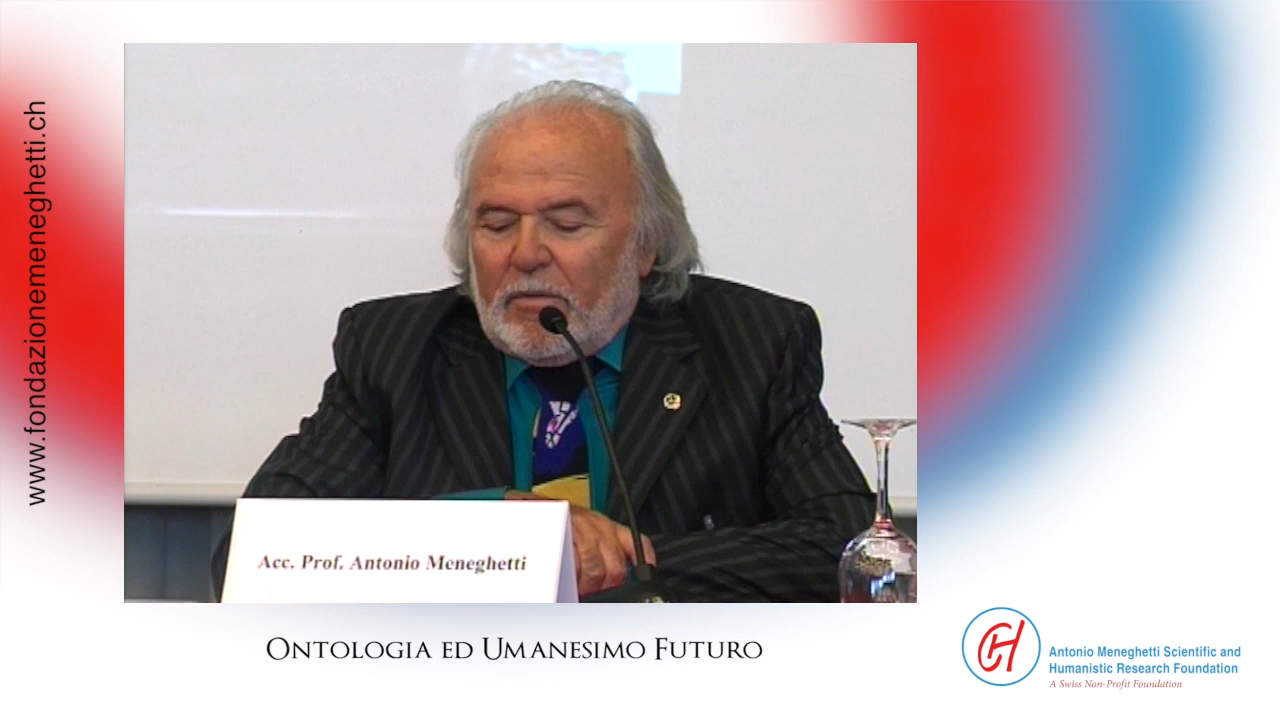 www.fondazionemeneghetti.ch
Acc. Prof. Antonio Meneghetti
Ontologia ed Umanesimo Futuro
CH
Antonio Meneghetti Scientific and
Humanistic Research Foundation
A Swiss Non-Profit Foundation